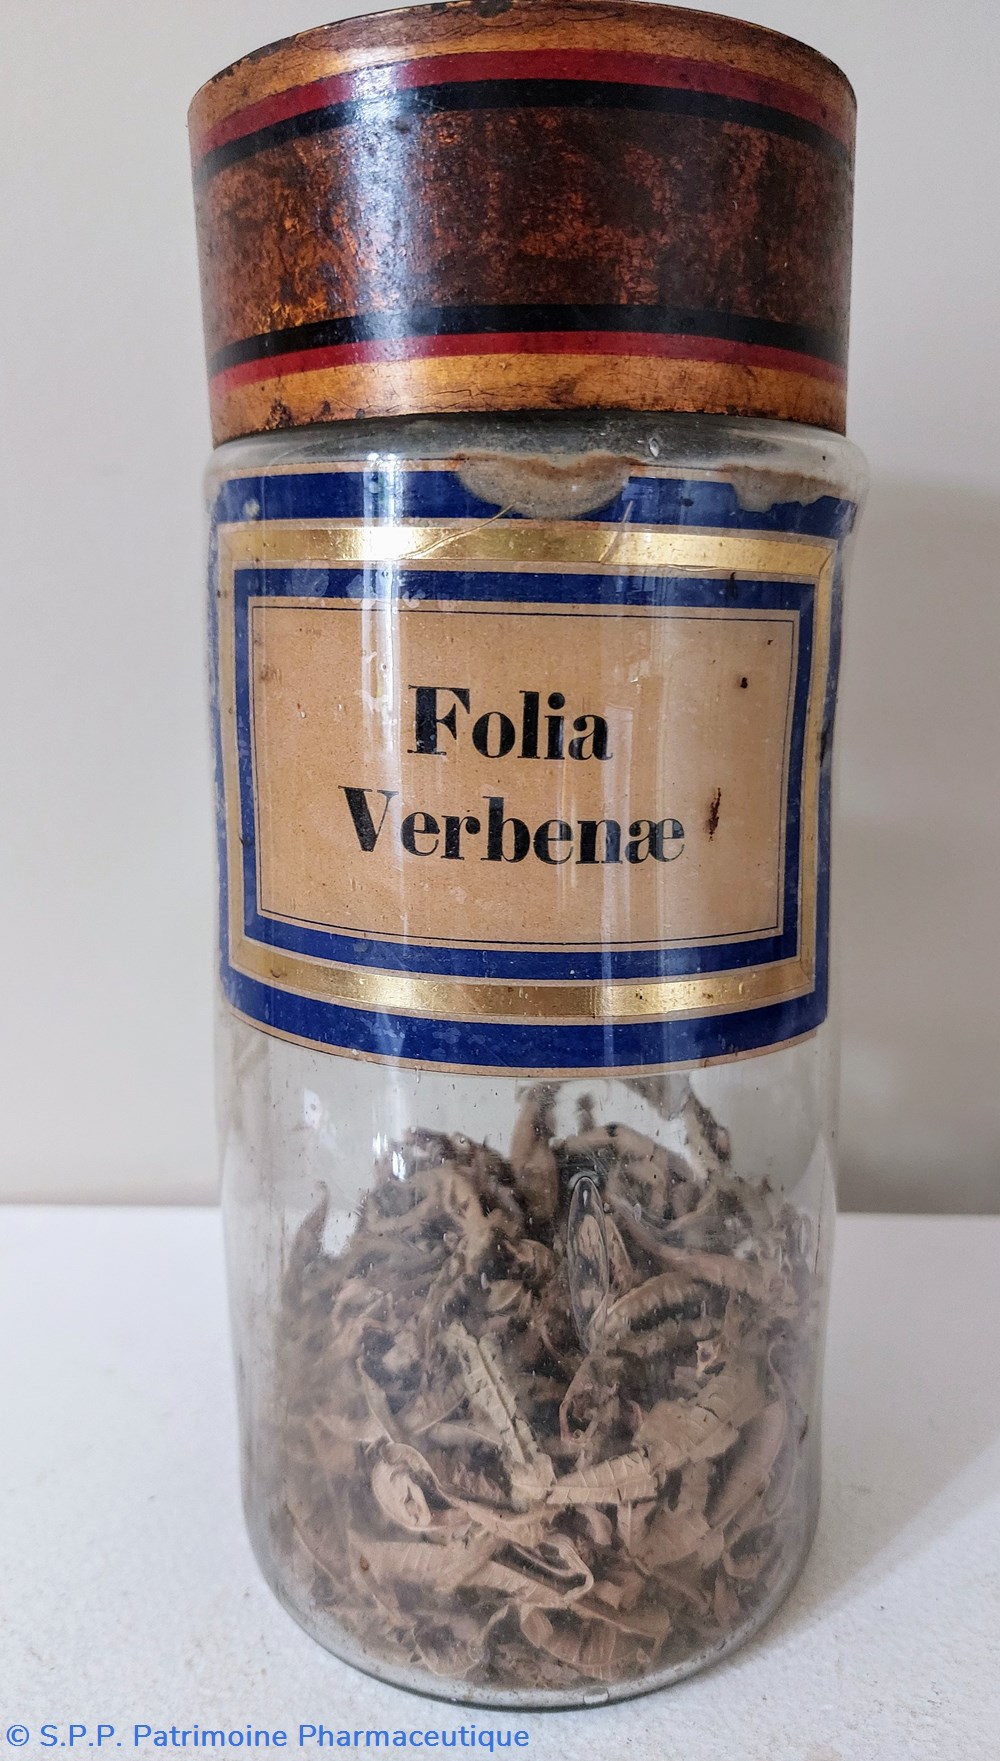 Folia
Verbenæ
© S.P.P. Patrimoine Pharmaceutique